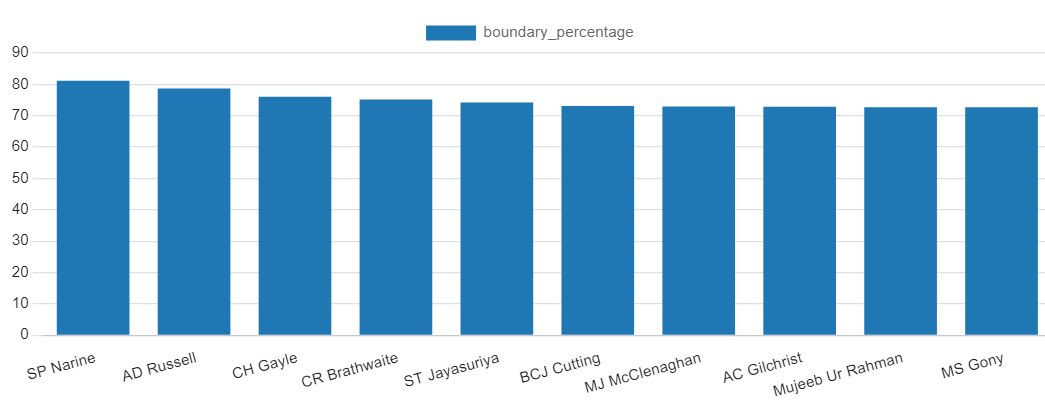 boundary_percentage
90
80
70
60
50
40
30
20
10
0
SP Narine
AD Russell
CH Gayle
CR Brathwaite
ST Jayasuriya
BCJ Cutting
MJ McClenaghan
AC Gilchrist
Mujeeb Ur Rahman
MS Gony